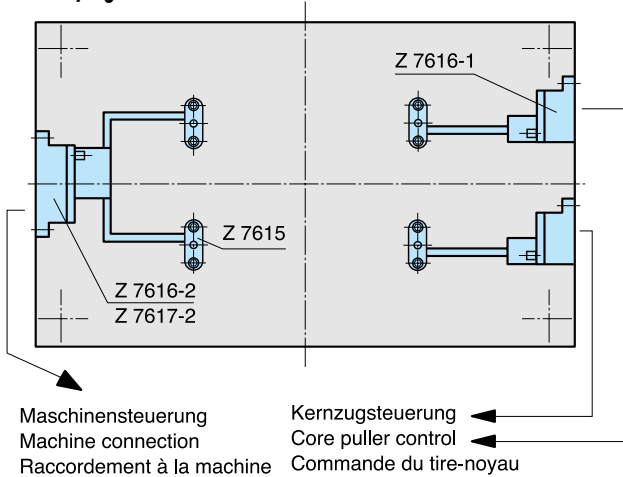 Z 7616-1
Z 7615
Z 7616-2
Z 7617-2
Maschinensteuerung
Machine connection
Raccordement à la machine
Kernzugsteuerung
Core puller control
Commande du tire-noyau